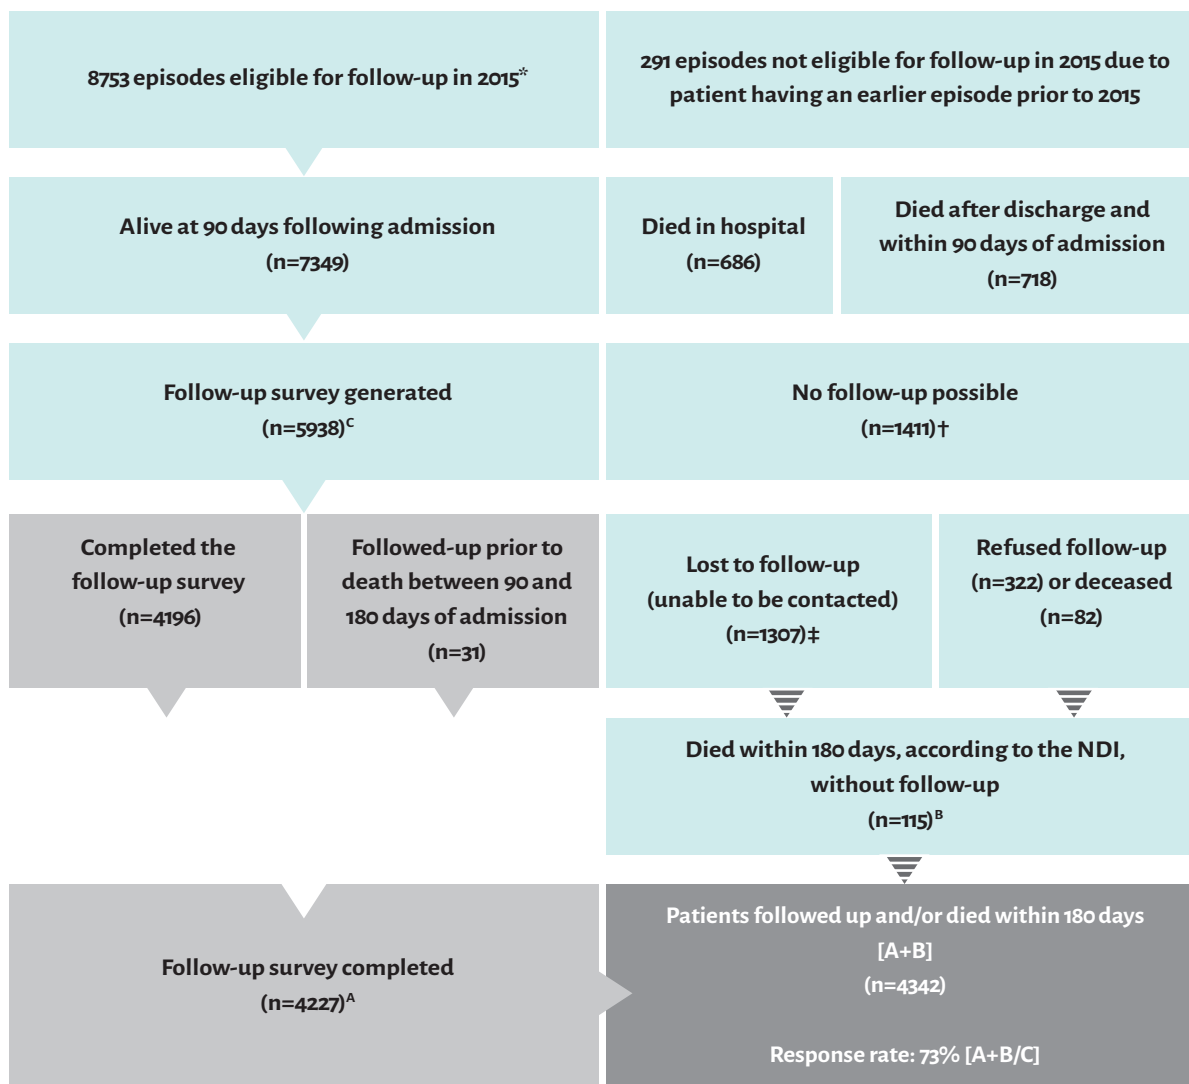 8753 episodes eligible for follow-up in 2015*
291 episodes not eligible for follow-up in 2015 due to
patient having an earlier episode prior to 2015
Alive at 90 days following admission
(n=7349)
Died in hospital
(n=686)
Died after discharge and
within 90 days of admission
(n=718)
Follow-up survey generated
(n=5938)C
No follow-up possible
(n=1411)†
Completed the
follow-up survey
(n=4196)
Followed-up prior to
death between 90 and
180 days of admission
(n=31)
Lost to follow-up
(unable to be contacted)
(n=1307)‡
Refused follow-up
(n=322) or deceased
(n=82)
Died within 180 days, according to the NDI,
without follow-up
(n=115)B
Follow-up survey completed
(n=4227)A
Patients followed up and/or died within 180 days
[A+B]
(n=4342)
Response rate: 73% [A+B/C]